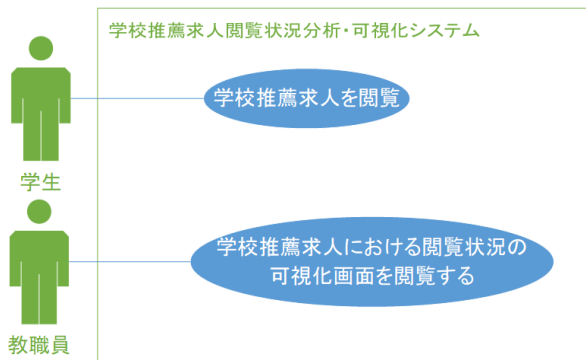 学校推薦求人閲覧状況分析・可視化システム
学校推薦求人を閲覧
学生
学校推薦求人における閲覧状況の
可視化画面を閲覧する
教職員